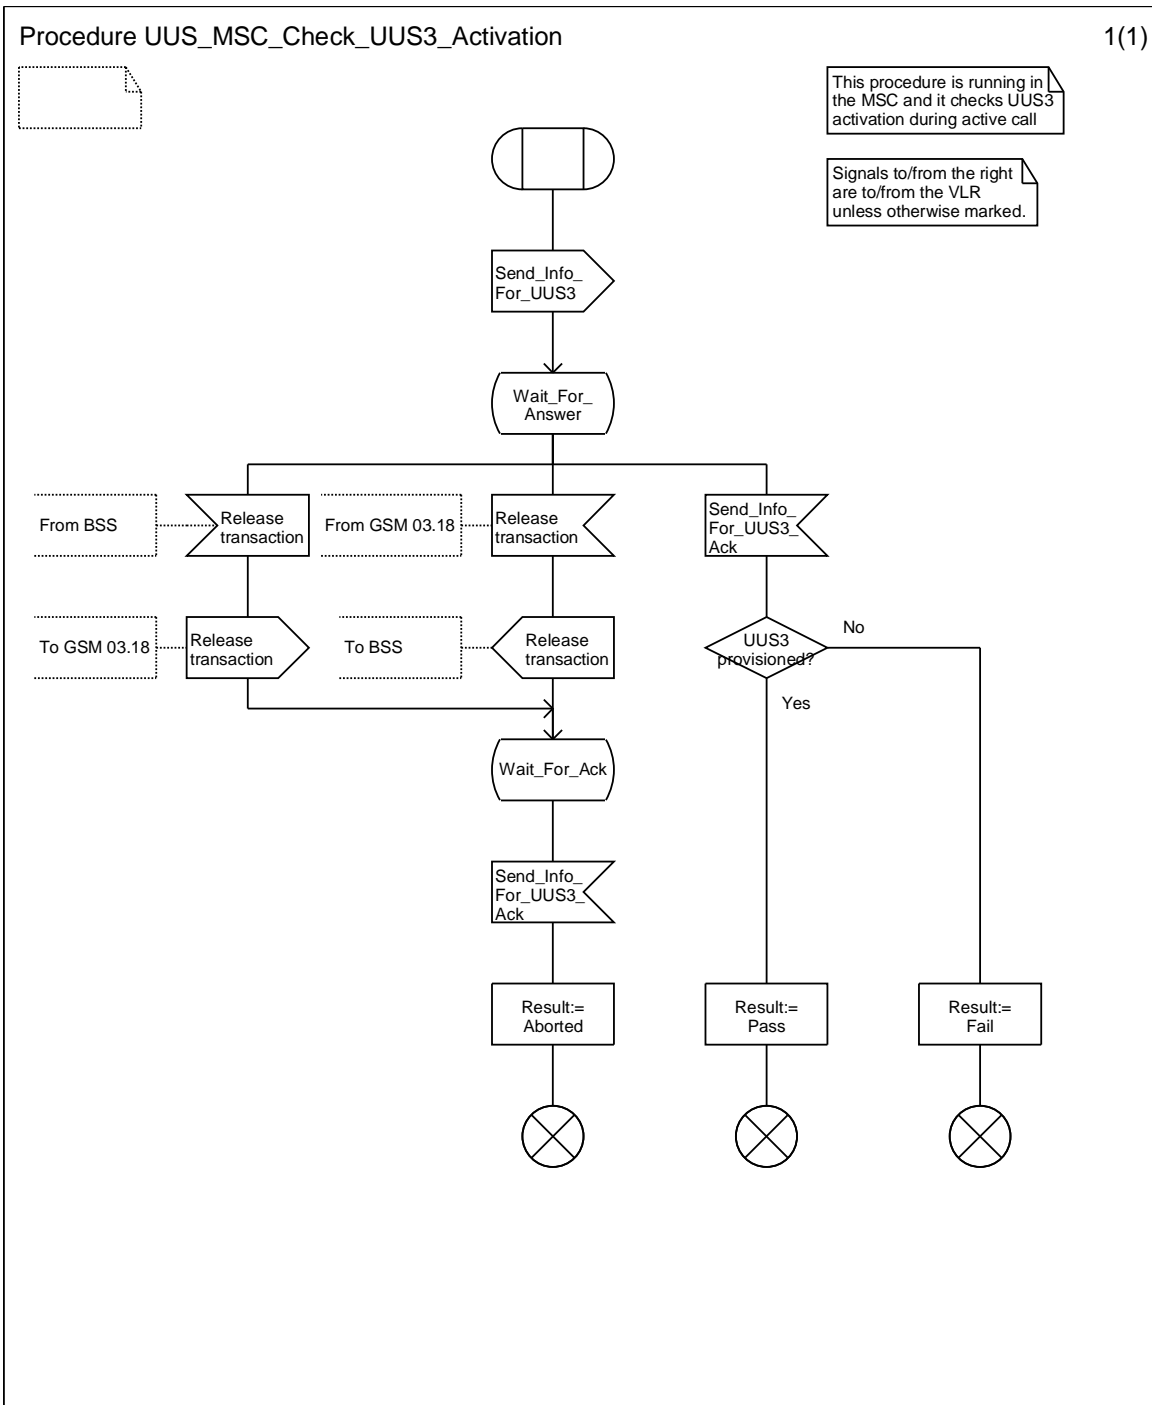 Procedure UUS_MSC_Check_UUS3_Activation
1(1)
This procedure is running in
the MSC and it checks UUS3
activation during active call
Signals to/from the right
are to/from the VLR
unless otherwise marked.
Send_Info_
For_UUS3
Wait_For_
Answer
From BSS
Release
transaction
From GSM 03.18
Release
transaction
Send_Info_
For_UUS3_
Ack
To GSM 03.18
Release
transaction
To BSS
Release
transaction
UUS3
provisioned?
No
Yes
Wait_For_Ack
Send_Info_
For_UUS3_
Ack
Result:=
Aborted
Result:=
Pass
Result:=
Fail